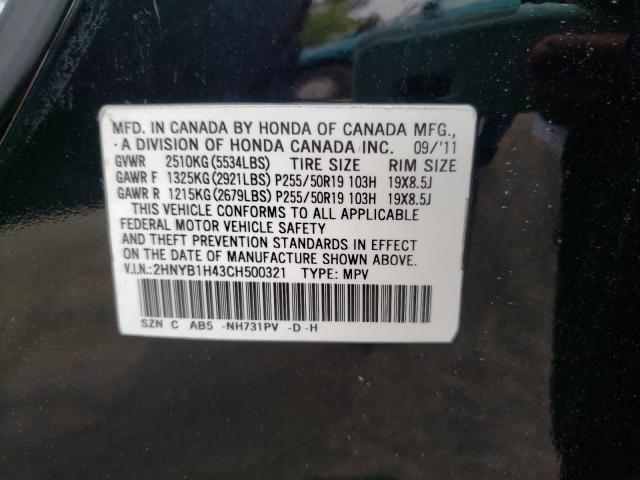 MFD. IN CANADA BY HONDA OF CANADA MFG.,
- A DIVISION OF HONDA CANADA INC. 09/'11
GVWR 2510KG(5534LBS) TIRE SIZE RIM SIZE
GAWR F 1325KG(2921LBS) P255/50R19 103H 19X8.5J
GAWR R 1215KG(2679LBS) P255/50R19 103H 19X8.5J
THIS VEHICLE CONFORMS TO ALL APPLICABLE
FEDERAL MOTOR VEHICLE SAFETY
AND THEFT PREVENTION STANDARDS IN EFFECT
ON THE DATE OF MANUFACTURE SHOWN ABOVE.
V.I.N.:2HNYB1H43CH500321 TYPE: MPV
SZN C AB5 -NH731PV -D -H